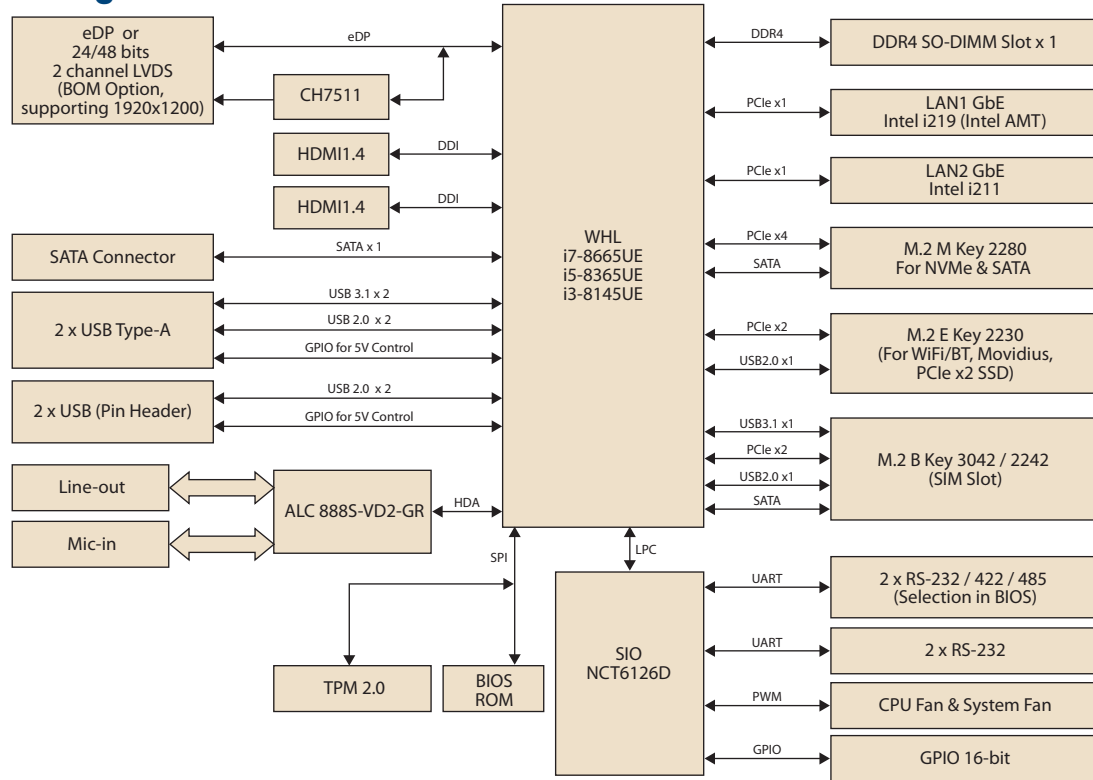 eDP or
24/48 bits
2 channel LVDS
(BOM Option,
supporting 1920x1200)
eDP
CH7511
HDMI1.4
DDI
HDMI1.4
DDI
SATA Connector
SATA x 1
2 x USB Type-A
USB 3.1 x 2
USB 2.0 x 2
GPIO for 5V Control
2 x USB (Pin Header)
USB 2.0 x 2
GPIO for 5V Control
Line-out
Mic-in
ALC 888S-VD2-GR
HDA
WHL
i7-8665UE
i5-8365UE
i3-8145UE
SPI
LPC
TPM 2.0
BIOS
ROM
SIO
NCT6126D
DDR4
DDR4 SO-DIMM Slot x 1
PCIe x1
LAN1 GbE
Intel i219 (Intel AMT)
PCIe x1
LAN2 GbE
Intel i211
PCIe x4
SATA
M.2 M Key 2280
For NVMe & SATA
PCIe x2
USB2.0 x1
M.2 E Key 2230
(For WiFi/BT, Movidius,
PCIe x2 SSD)
USB3.1 x1
PCIe x2
USB2.0 x1
SATA
M.2 B Key 3042 / 2242
(SIM Slot)
UART
2 x RS-232 / 422 / 485
(Selection in BIOS)
UART
2 x RS-232
PWM
CPU Fan & System Fan
GPIO
GPIO 16-bit